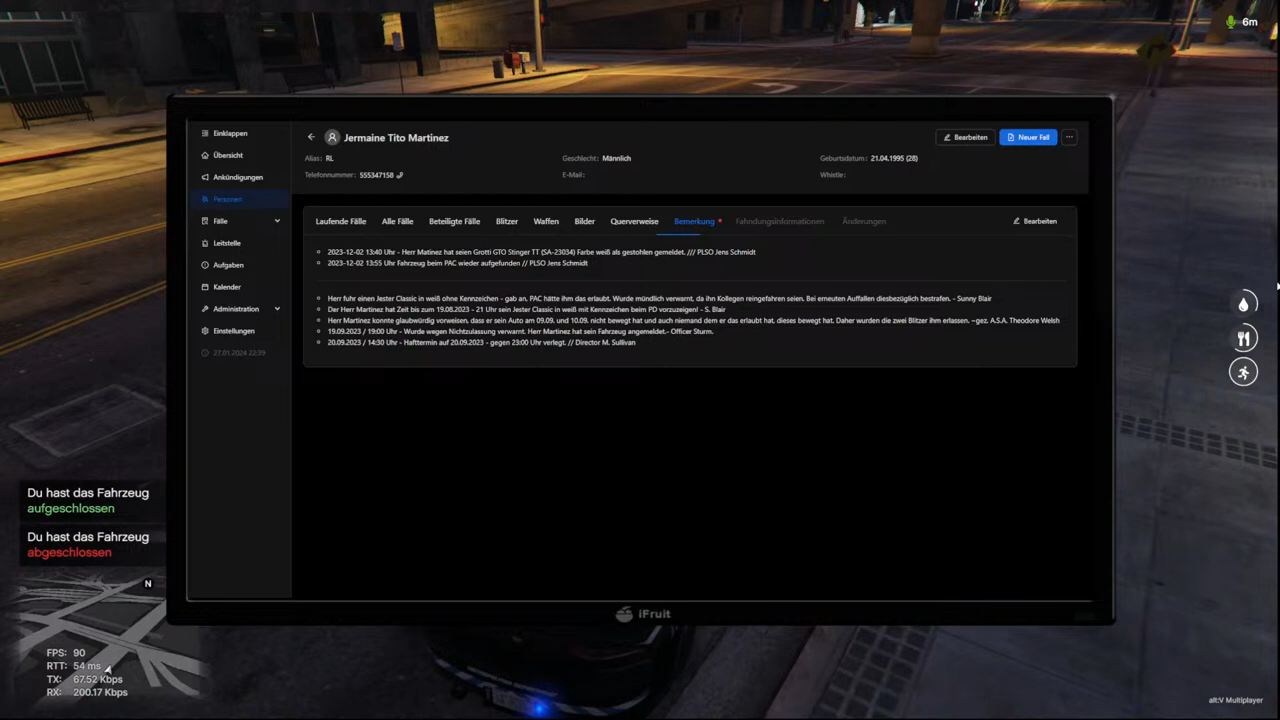 6m
Einklappen
Übersicht
Ankündigungen
Personen
Fälle
Leitstelle
Aufgaben
Kalender
Administration
Einstellungen
27.01.2024 22:39
Jermaine Tito Martinez
Bearbeiten
Neuer Fall
Alias: RL
Geschlecht: Männlich
Geburtsdatum: 21.04.1995 (28)
Telefonnummer: 555347158
E-Mail:
Whistle:
Laufende Fälle
Alle Fälle
Beteiligte Fälle
Blitzer
Waffen
Bilder
Querverweise
Bemerkung
Fahndungsinformationen
Änderungen
Bearbeiten
2023-12-02 13:40 Uhr - Herr Matinez hat seien Grotti GTO Stinger TT (SA-23034) Farbe weiß als gestohlen gemeldet. /// PLSO Jens Schmidt
2023-12-02 13:55 Uhr Fahrzeug beim PAC wieder aufgefunden // PLSO Jens Schmidt
Herr fuhr einen Jester Classic in weiß ohne Kennzeichen - gab an, PAC hätte ihm das erlaubt. Wurde mündlich verwarnt, da ihn Kollegen reingefahren seien. Bei erneuten Auffallen diesbezüglich bestrafen. - Sunny Blair
Der Herr Martinez hat Zeit bis zum 19.08.2023 - 21 Uhr sein Jester Classic in weiß mit Kennzeichen beim PD vorzuzeigen! - S. Blair
Herr Martinez konnte glaubwürdig vorweisen, dass er sein Auto am 09.09. und 10.09. nicht bewegt hat und auch niemand dem er das erlaubt hat, dieses bewegt hat. Daher wurden die zwei Blitzer ihm erlassen. ~gez. A.S.A. Theodore Welsh
19.09.2023 / 19:00 Uhr - Wurde wegen Nichtzulassung verwarnt. Herr Martinez hat sein Fahrzeug angemeldet.- Officer Sturm.
20.09.2023 / 14:30 Uhr - Hafttermin auf 20.09.2023 - gegen 23:00 Uhr verlegt. // Director M. Sullivan
iFruit
Du hast das Fahrzeug
aufgeschlossen
Du hast das Fahrzeug
abgeschlossen
N
FPS: 90
RTT: 54 ms
TX: 67.52 Kbps
RX: 200.17 Kbps
alt:V Multiplayer